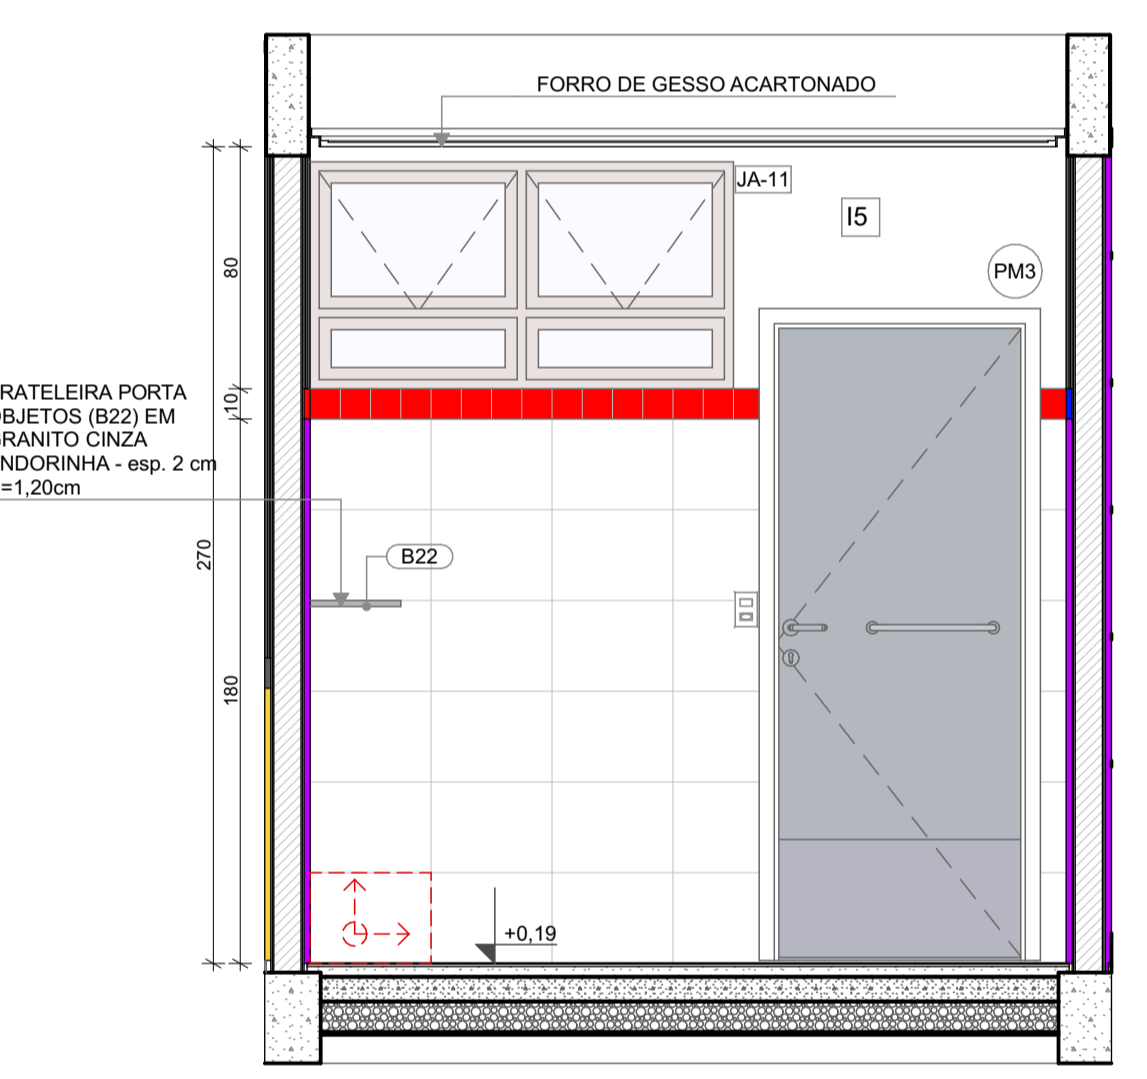 FORRO DE GESSO ACARTONADO
JA-11
I5
PM3
80
10
RATELEIRA PORTA
OBJETOS (B22) EM
GRANITO CINZA
NDORINHA - esp. 2 cm
=1,20cm
270
B22
180
+0,19